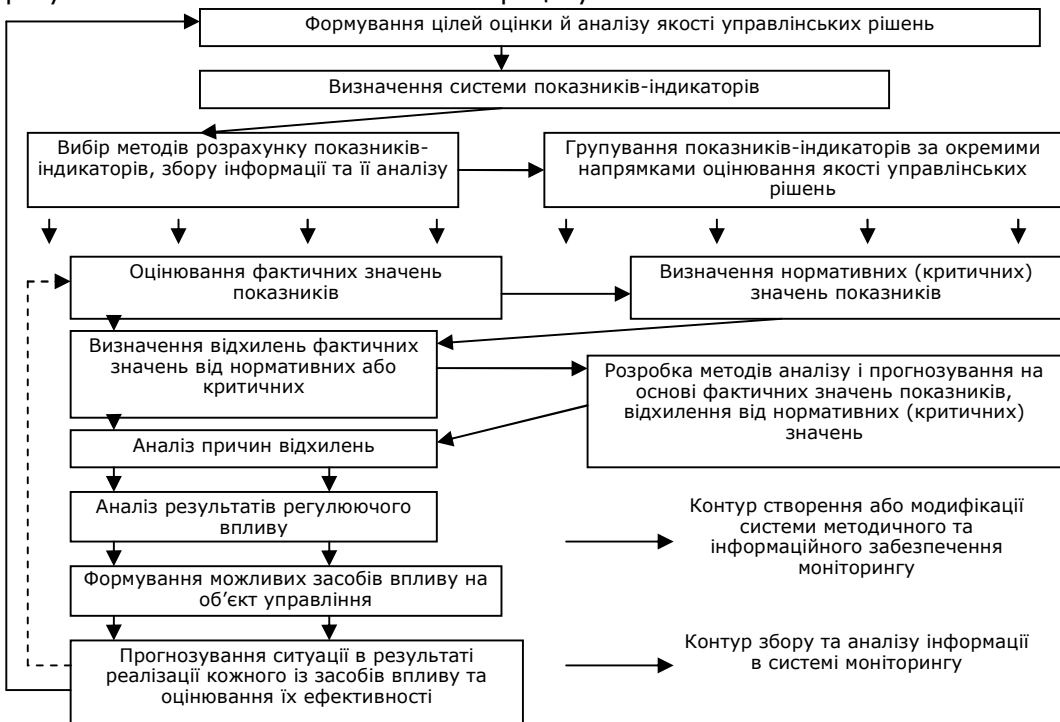 Формування цілей оцінки й аналізу якості управлінських рішень
Визначення системи показників-індикаторів
Вибір методів розрахунку показників-
індикаторів, збору інформації та її аналізу
Групування показників-індикаторів за окремими
напрямками оцінювання якості управлінських
рішень
Оцінювання фактичних значень
показників
Визначення нормативних (критичних)
значень показників
Визначення відхилень фактичних
значень від нормативних або
критичних
Розробка методів аналізу і прогнозування на
основі фактичних значень показників,
відхилення від нормативних (критичних)
значень
Аналіз причин відхилень
Аналіз результатів регулюючого
впливу
Контур створення або модифікації
системи методичного та
інформаційного забезпечення
моніторингу
Формування можливих засобів впливу на
об’єкт управління
Прогнозування ситуації в результаті
реалізації кожного із засобів впливу та
оцінювання їх ефективності
Контур збору та аналізу інформації
в системі моніторингу